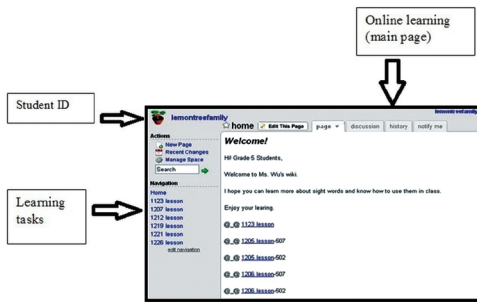 Online learning
(main page)
Student ID
Learning
tasks
lemontreefamily
lemontreefamily
home
Edit This Page
page
discussion
history
notify me
Actions
New Page
Recent Changes
Manage Space
Search
Navigation
Home
1123 lesson
1207 lesson
1212 lesson
1219 lesson
1221 lesson
1226 lesson
edit navigation
Welcome!
Hi! Grade 5 Students,
Welcome to Ms. Wu's wiki.
I hope you can learn more about sight words and know how to use them in class.
Enjoy your learing.
@_@ 1123 lesson
@_@ 1205 lesson-507
@_@ 1205 lesson-502
@_@ 1206 lesson-507
@_@ 1206 lesson-502